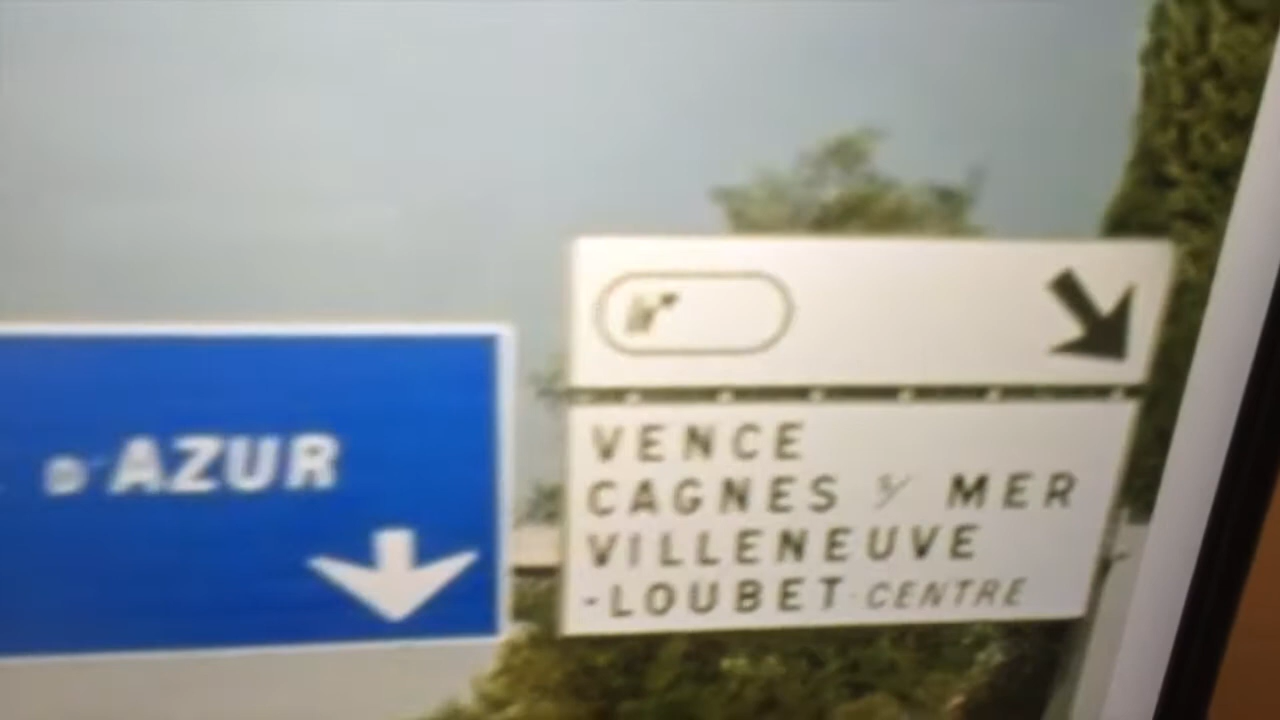 D'AZUR
VENCE
CAGNES S/ MER
VILLENEUVE
-LOUBET-CENTRE